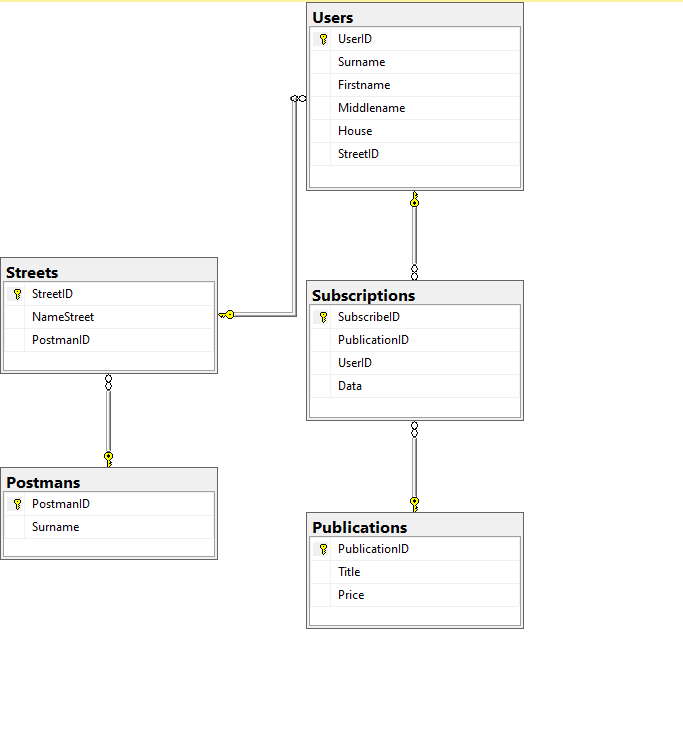 Users
UserID
Surname
Firstname
Middlename
House
StreetID
Streets
StreetID
NameStreet
PostmanID
Subscriptions
SubscribeID
PublicationID
UserID
Data
Postmans
PostmanID
Surname
Publications
PublicationID
Title
Price